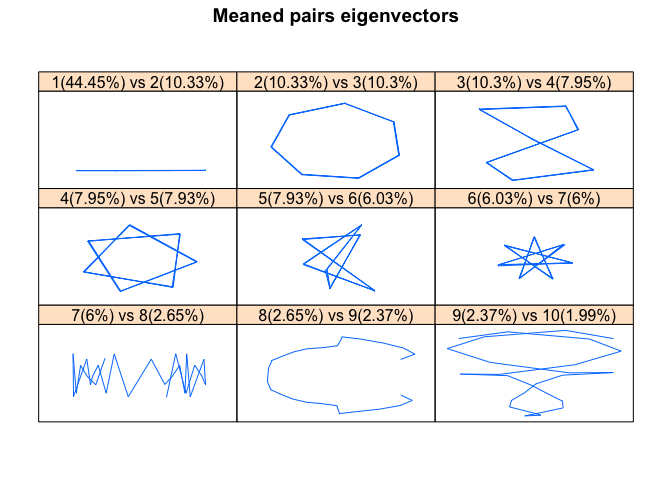 Meaned pairs eigenvectors
1(44.45%) vs 2(10.33%)
2(10.33%) vs 3(10.3%)
3(10.3%) vs 4(7.95%)
4(7.95%) vs 5(7.93%)
5(7.93%) vs 6(6.03%)
6(6.03%) vs 7(6%)
7(6%) vs 8(2.65%)
8(2.65%) vs 9(2.37%)
9(2.37%) vs 10(1.99%)